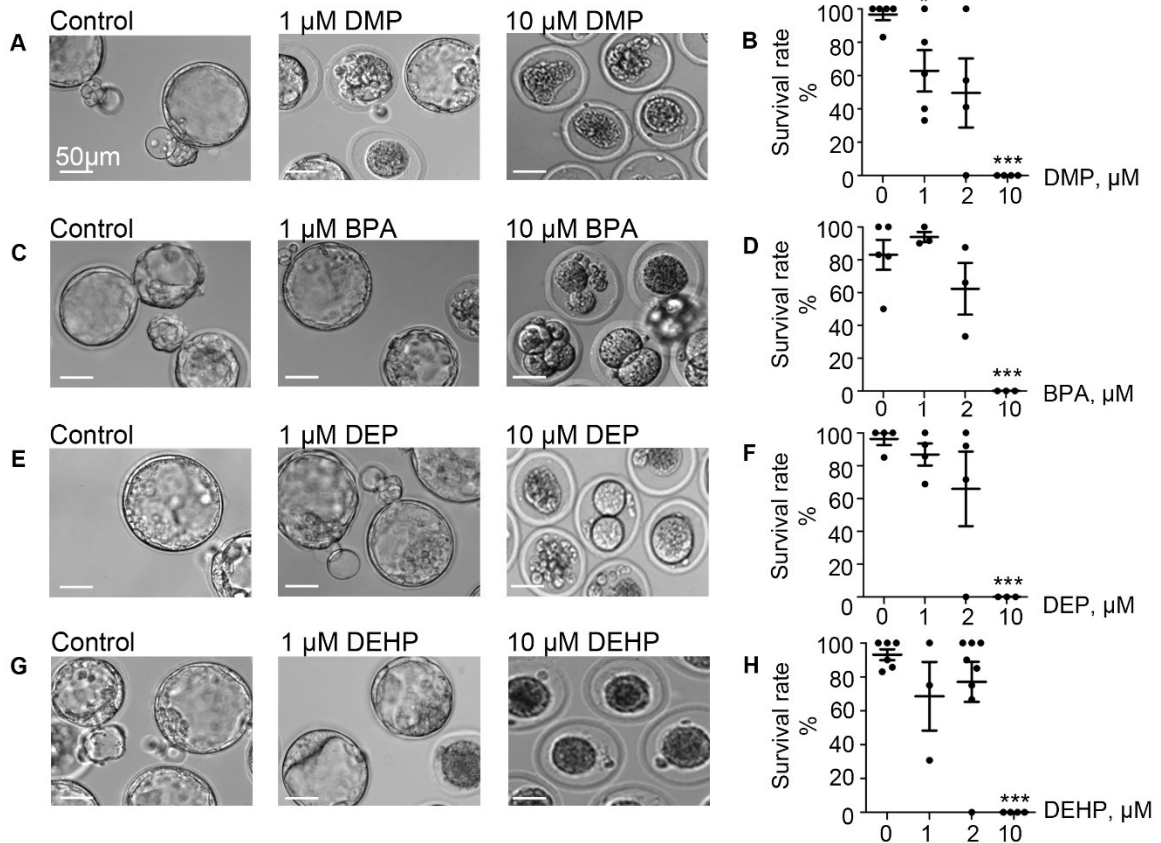 A
Control
1 µM DMP
10 µM DMP
50µm
B
Survival rate
%
100
80
60
40
20
0
*
***
0 1 2 10
DMP, µM
C
Control
1 µM BPA
10 µM BPA
D
Survival rate
%
100
80
60
40
20
0
***
0 1 2 10
BPA, µM
E
Control
1 µM DEP
10 µM DEP
F
Survival rate
%
100
80
60
40
20
0
***
0 1 2 10
DEP, µM
G
Control
1 µM DEHP
10 µM DEHP
H
Survival rate
%
100
80
60
40
20
0
***
0 1 2 10
DEHP, µM